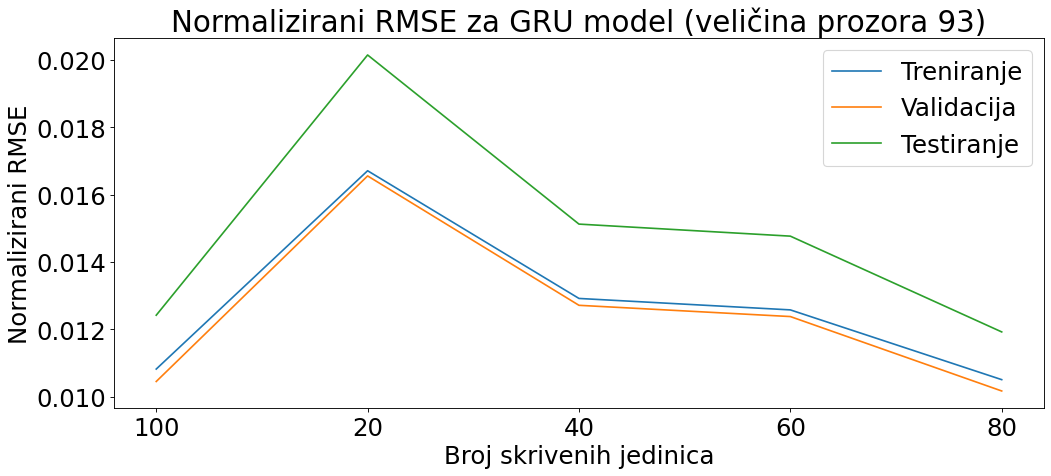 Normalizirani RMSE za GRU model (veličina prozora 93)
Treniranje
Validacija
Testiranje
Normalizirani RMSE
0.020
0.018
0.016
0.014
0.012
0.010
100 20 40 60 80
Broj skrivenih jedinica